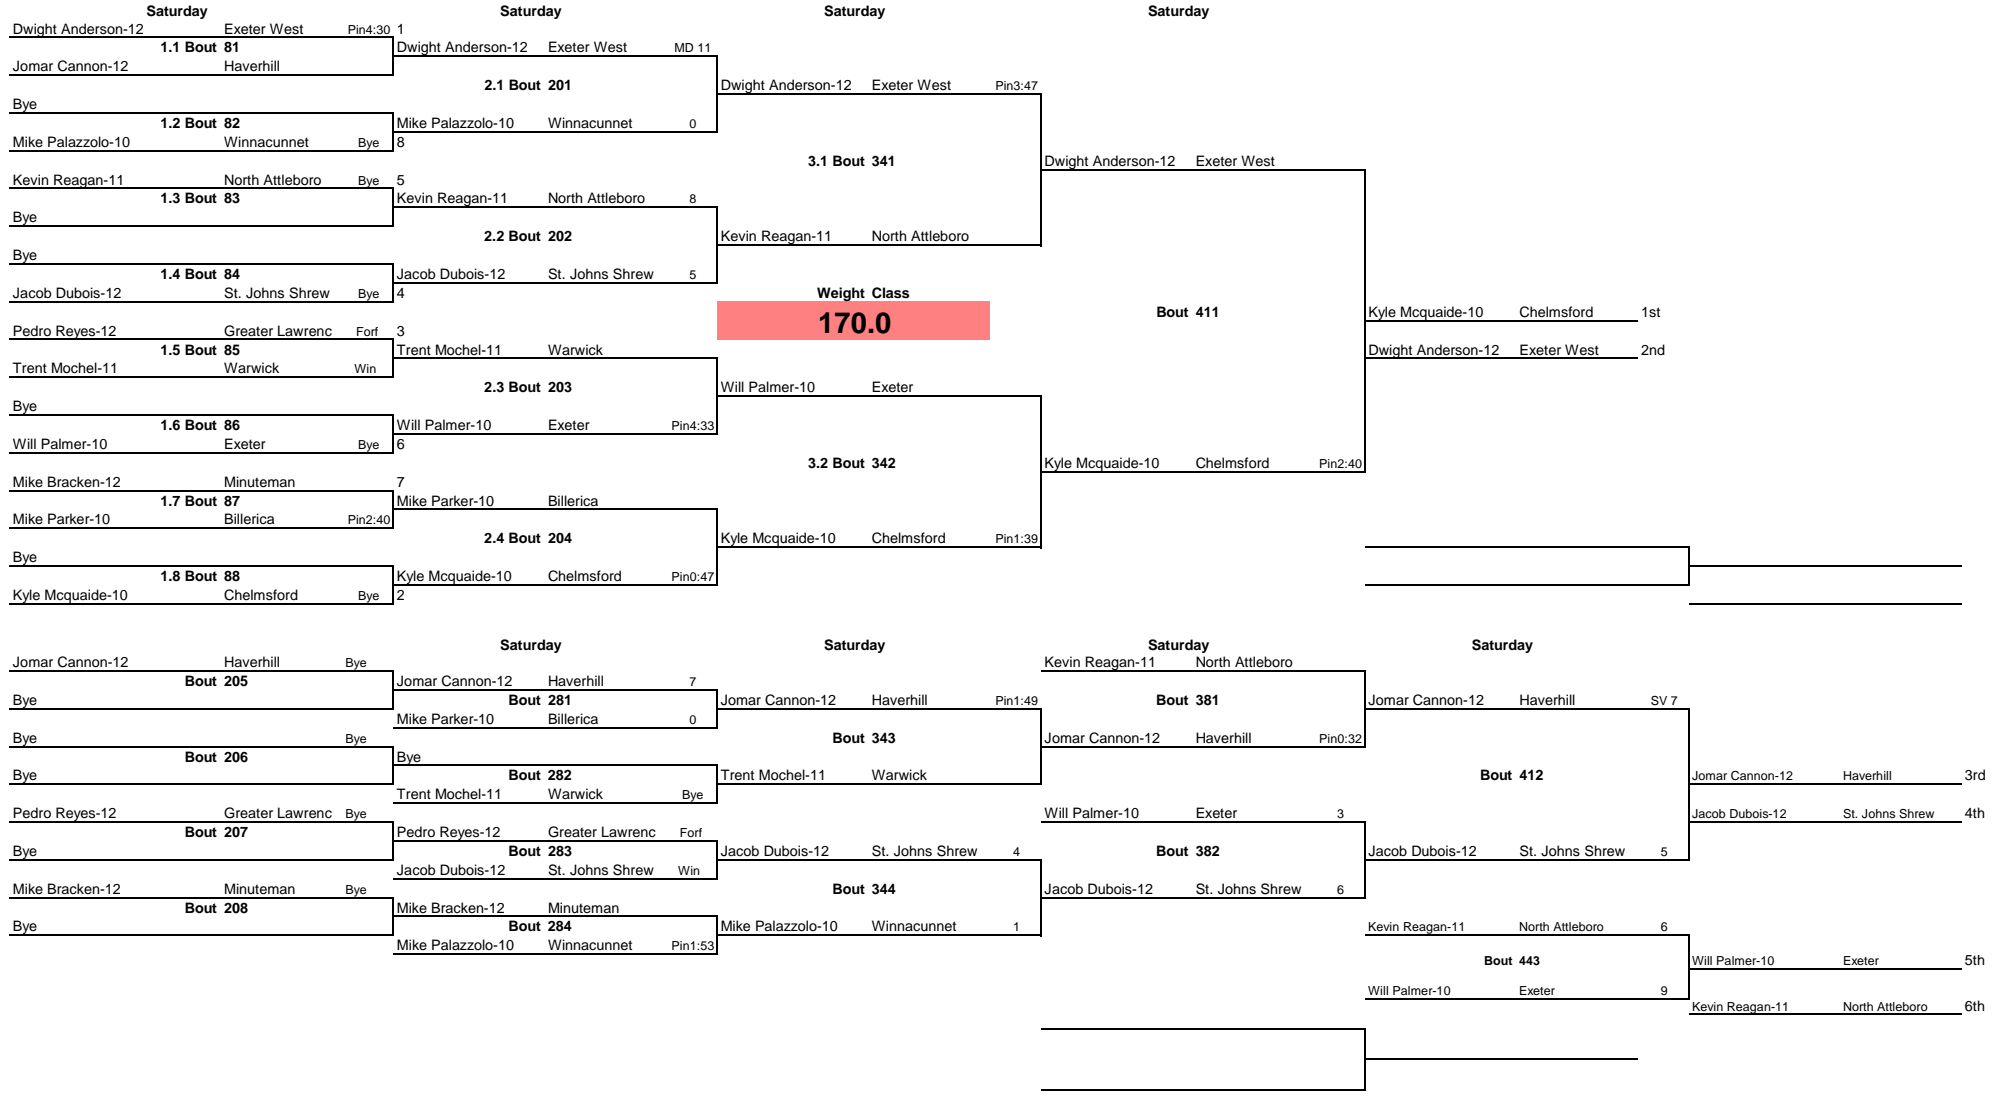 Saturday Saturday Saturday Saturday
Dwight Anderson-12 Exeter West Pin4:30 1
1.1 Bout 81 Dwight Anderson-12 Exeter West MD 11
Jomar Cannon-12 Haverhill
2.1 Bout 201 Dwight Anderson-12 Exeter West Pin3:47
Bye
1.2 Bout 82 Mike Palazzolo-10 Winnacunnet 0
Mike Palazzolo-10 Winnacunnet Bye 8
3.1 Bout 341 Dwight Anderson-12 Exeter West
Kevin Reagan-11 North Attleboro Bye 5
1.3 Bout 83 Kevin Reagan-11 North Attleboro 8
Bye
2.2 Bout 202 Kevin Reagan-11 North Attleboro
Bye
1.4 Bout 84 Jacob Dubois-12 St. Johns Shrew 5
Jacob Dubois-12 St. Johns Shrew Bye 4 Weight Class
Bout 411 Kyle Mcquaide-10 Chelmsford 1st
170.0
Pedro Reyes-12 Greater Lawrenc Forf 3
1.5 Bout 85 Trent Mochel-11 Warwick Dwight Anderson-12 Exeter West 2nd
Trent Mochel-11 Warwick Win
2.3 Bout 203 Will Palmer-10 Exeter
Bye
1.6 Bout 86 Will Palmer-10 Exeter Pin4:33
Will Palmer-10 Exeter Bye 6
3.2 Bout 342 Kyle Mcquaide-10 Chelmsford Pin2:40
Mike Bracken-12 Minuteman 7
1.7 Bout 87 Mike Parker-10 Billerica
Mike Parker-10 Billerica Pin2:40
2.4 Bout 204 Kyle Mcquaide-10 Chelmsford Pin1:39
Bye
1.8 Bout 88 Kyle Mcquaide-10 Chelmsford Pin0:47
Kyle Mcquaide-10 Chelmsford Bye 2
Saturday Saturday Saturday Saturday
Jomar Cannon-12 Haverhill Bye Kevin Reagan-11 North Attleboro
Bout 205 Jomar Cannon-12 Haverhill 7
Bye Bout 281 Jomar Cannon-12 Haverhill Pin1:49 Bout 381 Jomar Cannon-12 Haverhill SV 7
Mike Parker-10 Billerica 0
Bye Bye Bout 343 Jomar Cannon-12 Haverhill Pin0:32
Bout 206 Bye
Bye Bout 282 Trent Mochel-11 Warwick Bout 412 Jomar Cannon-12 Haverhill 3rd
Trent Mochel-11 Warwick Bye
Pedro Reyes-12 Greater Lawrenc Bye Will Palmer-10 Exeter 3 Jacob Dubois-12 St. Johns Shrew 4th
Bout 207 Pedro Reyes-12 Greater Lawrenc Forf
Bye Bout 283 Jacob Dubois-12 St. Johns Shrew 4 Bout 382 Jacob Dubois-12 St. Johns Shrew 5
Jacob Dubois-12 St. Johns Shrew Win
Mike Bracken-12 Minuteman Bye Bout 344 Jacob Dubois-12 St. Johns Shrew 6
Bout 208 Mike Bracken-12 Minuteman
Bye Bout 284 Mike Palazzolo-10 Winnacunnet 1 Kevin Reagan-11 North Attleboro 6
Mike Palazzolo-10 Winnacunnet Pin1:53
Bout 443 Will Palmer-10 Exeter 5th
Will Palmer-10 Exeter 9
Kevin Reagan-11 North Attleboro 6th